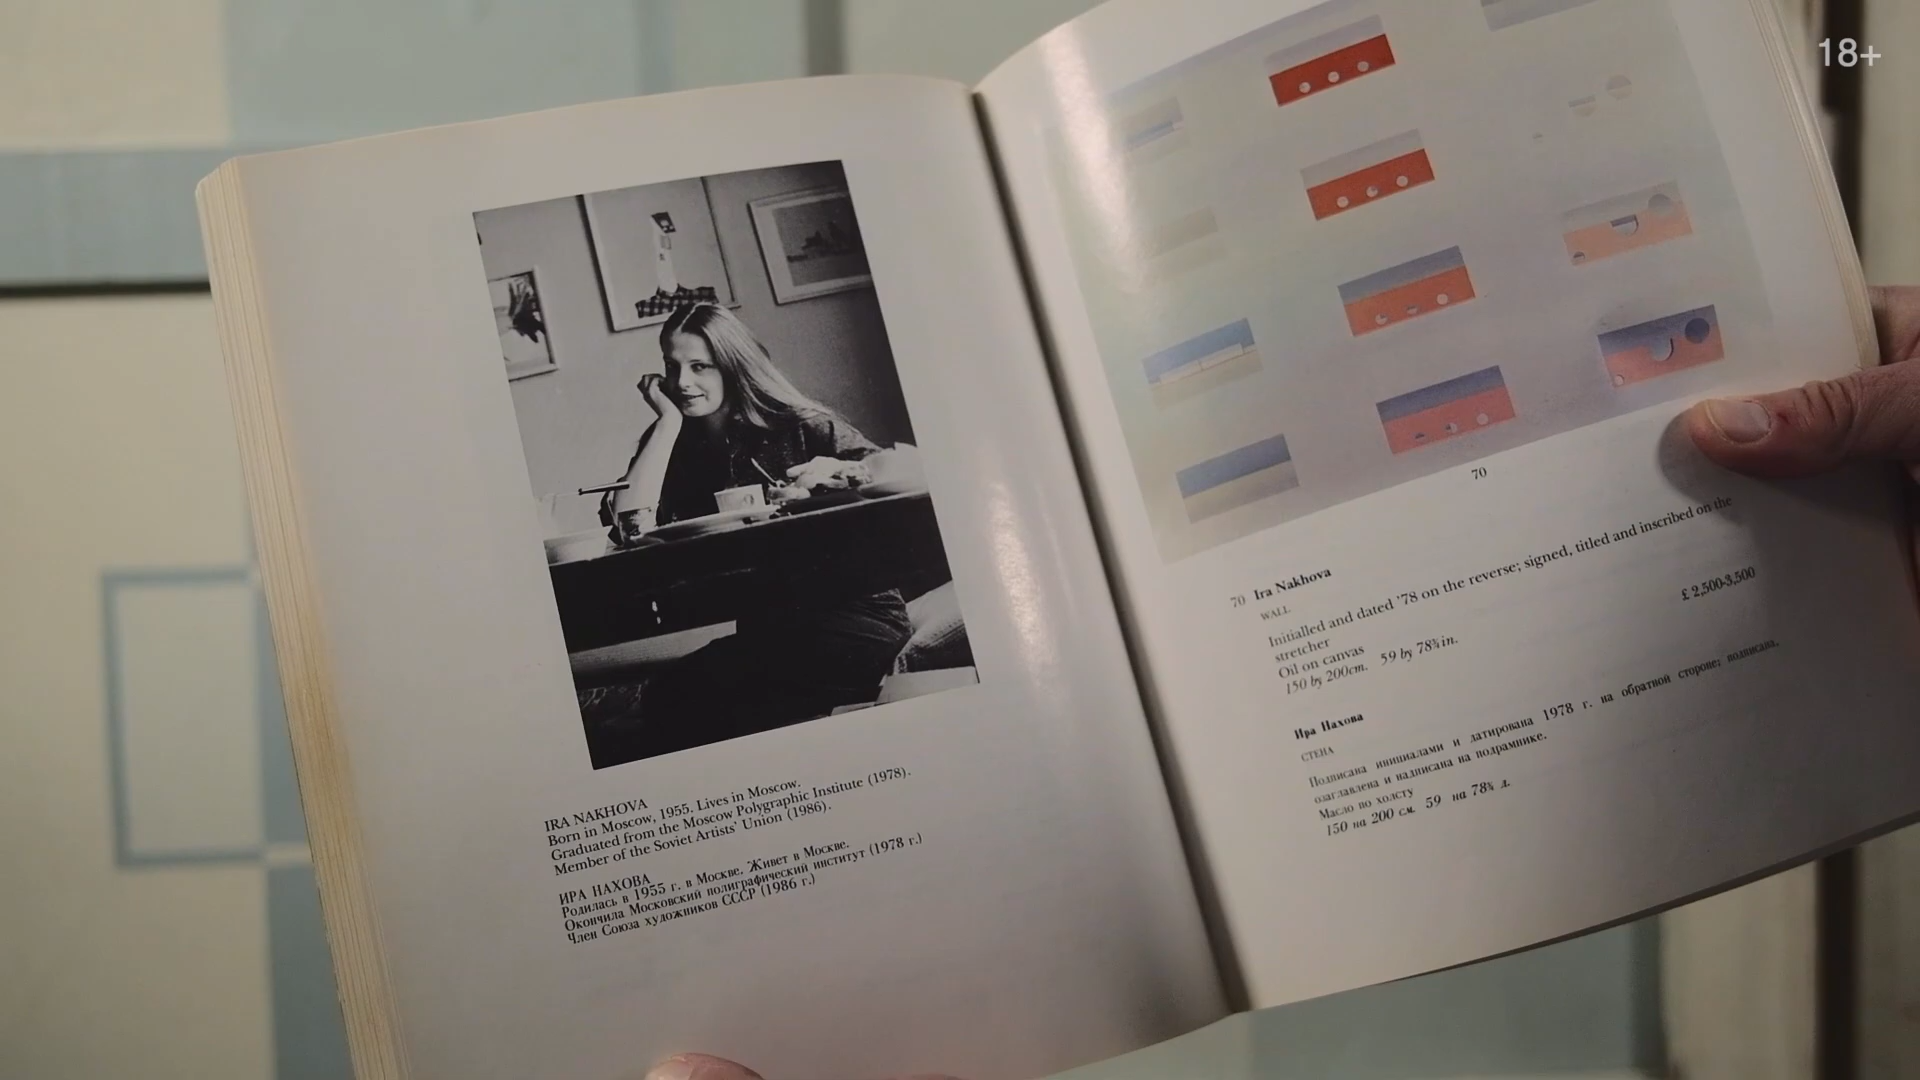 18+
IRA NAKHOVA
Born in Moscow, 1955. Lives in Moscow.
Graduated from the Moscow Polygraphic Institute (1978).
Member of the Soviet Artists' Union (1986).
ИРА НАХОВА
Родилась в 1955 г. в Москве. Живет в Москве.
Окончила Московский полиграфический институт (1978 г.)
Член Союза художников СССР (1986 г.)
70
70 Ira Nakhova
WALL
Initialled and dated '78 on the reverse; signed, titled and inscribed on the
stretcher
Oil on canvas
150 by 200cm. 59 by 78¾in.
£ 2,500-3,500
Ира Нахова
СТЕНА
Подписана инициалами и датирована 1978 г. на обратной стороне; подписана,
озаглавлена и надписана на подрамнике.
Масло по холсту
150 на 200 см. 59 на 78¾ д.